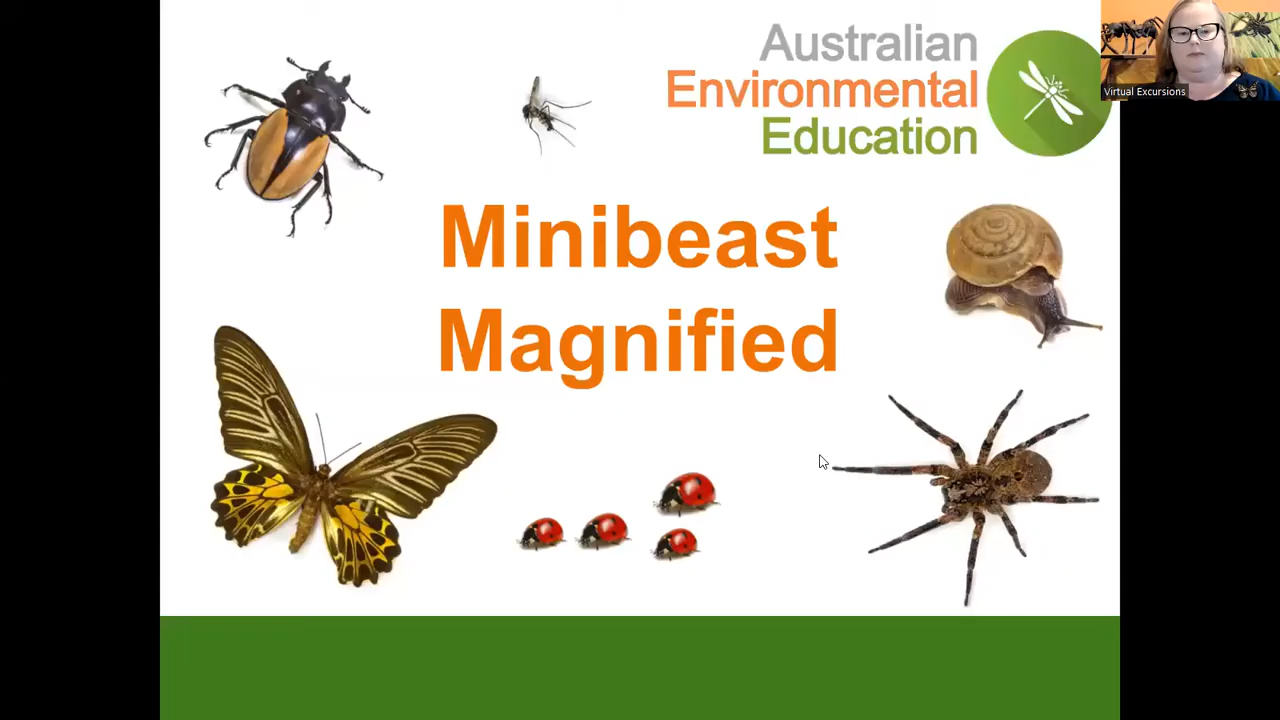 Australian
Environmental
Education
Virtual Excursions
Minibeast
Magnified